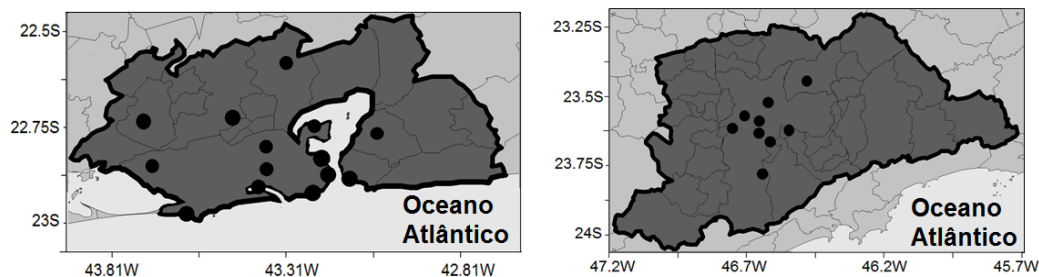 22.5S
22.75S
23S
43.81W
43.31W
42.81W
Oceano
Atlântico
23.25S
23.5S
23.75S
24S
47.2W
46.7W
46.2W
45.7W
Oceano
Atlântico